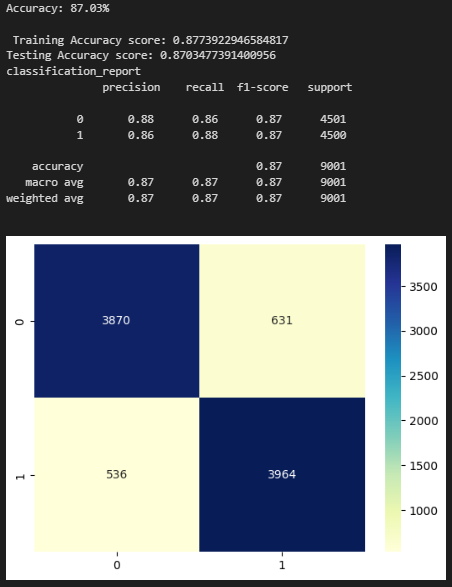 Accuracy: 87.03%
Training Accuracy score: 0.8773922946584817
Testing Accuracy score: 0.8703477391400956
classification_report
precision recall f1-score support
0 0.88 0.86 0.87 4501
1 0.86 0.88 0.87 4500
accuracy 0.87 9001
macro avg 0.87 0.87 0.87 9001
weighted avg 0.87 0.87 0.87 9001
0 3870 631
1 536 3964
0 1
3500
3000
2500
2000
1500
1000